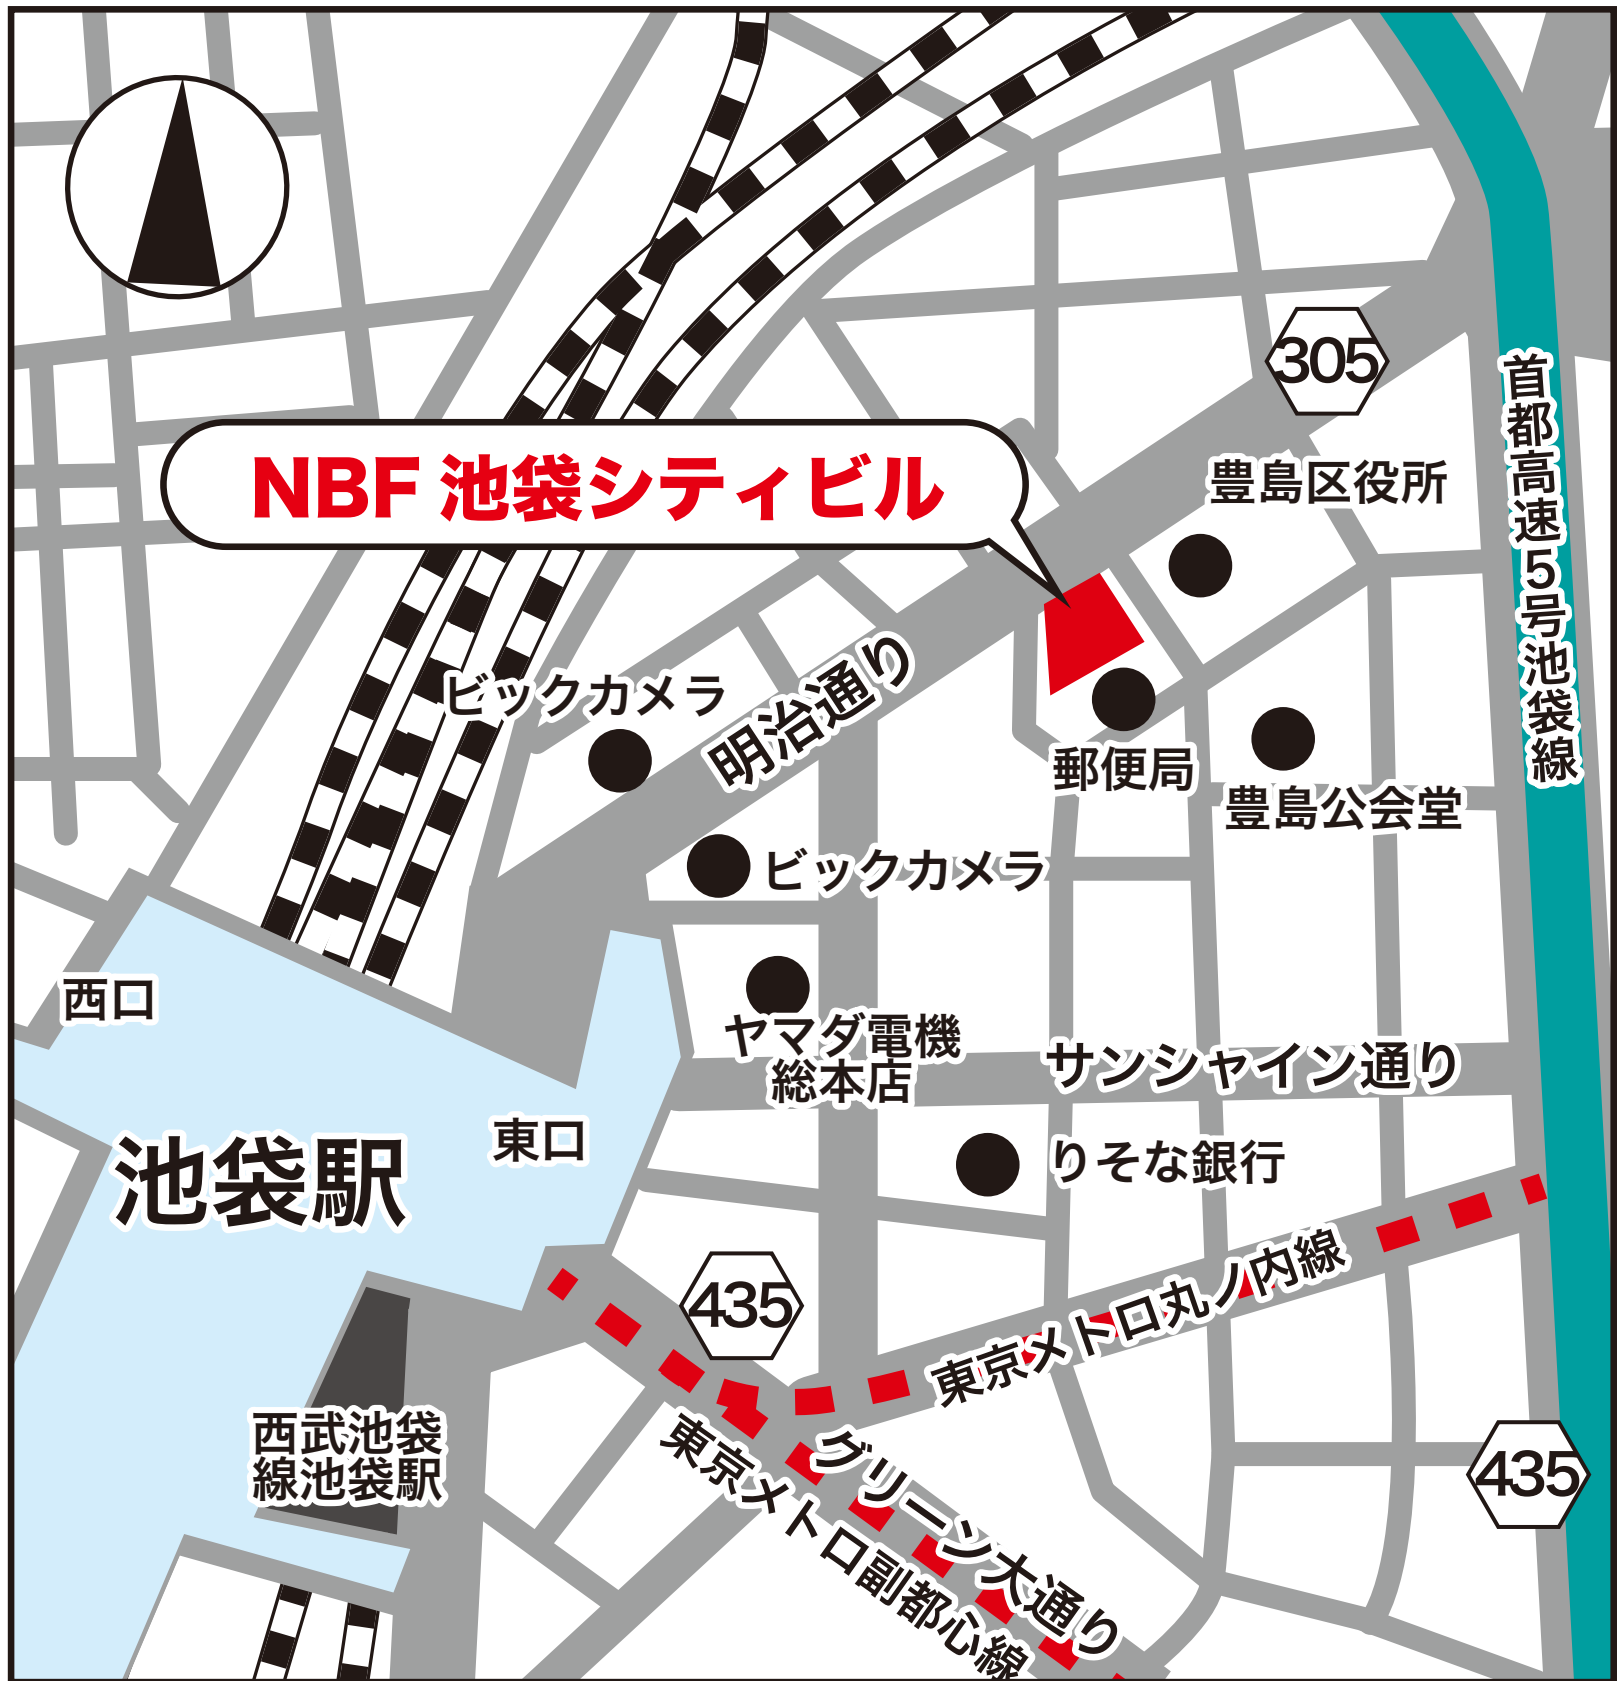 305
首都高速5号池袋線
NBF 池袋シティビル
豊島区役所
ビックカメラ
明治通り
郵便局
豊島公会堂
ビックカメラ
西口
ヤマダ電機
総本店
サンシャイン通り
東口
りそな銀行
池袋駅
435
東京メトロ丸ノ内線
西武池袋
線池袋駅
グリーン大通り
東京メトロ副都心線
435